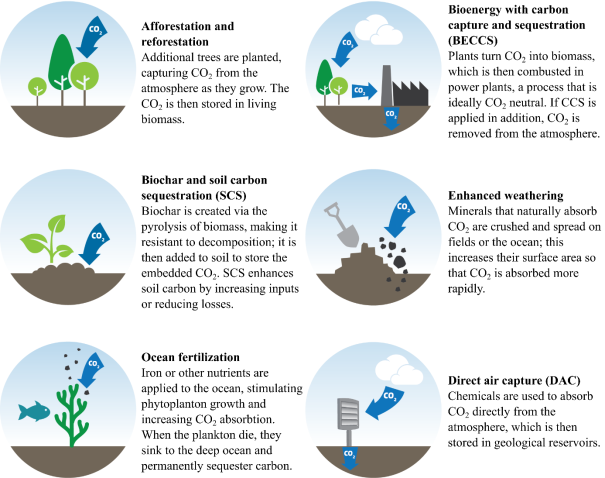 CO2
Afforestation and
reforestation
Additional trees are planted,
capturing CO2 from the
atmosphere as they grow. The
CO2 is then stored in living
biomass.
CO2
CO2
CO2
Bioenergy with carbon
capture and sequestration
(BECCS)
Plants turn CO2 into biomass,
which is then combusted in
power plants, a process that is
ideally CO2 neutral. If CCS is
applied in addition, CO2 is
removed from the atmosphere.
CO2
Biochar and soil carbon
sequestration (SCS)
Biochar is created via the
pyrolysis of biomass, making it
resistant to decomposition; it is
then added to soil to store the
embedded CO2. SCS enhances
soil carbon by increasing inputs
or reducing losses.
CO2
Enhanced weathering
Minerals that naturally absorb
CO2 are crushed and spread on
fields or the ocean; this
increases their surface area so
that CO2 is absorbed more
rapidly.
CO2
Ocean fertilization
Iron or other nutrients are
applied to the ocean, stimulating
phytoplanton growth and
increasing CO2 absorbtion.
When the plankton die, they
sink to the deep ocean and
permanently sequester carbon.
CO2
CO2
Direct air capture (DAC)
Chemicals are used to absorb
CO2 directly from the
atmosphere, which is then
stored in geological reservoirs.